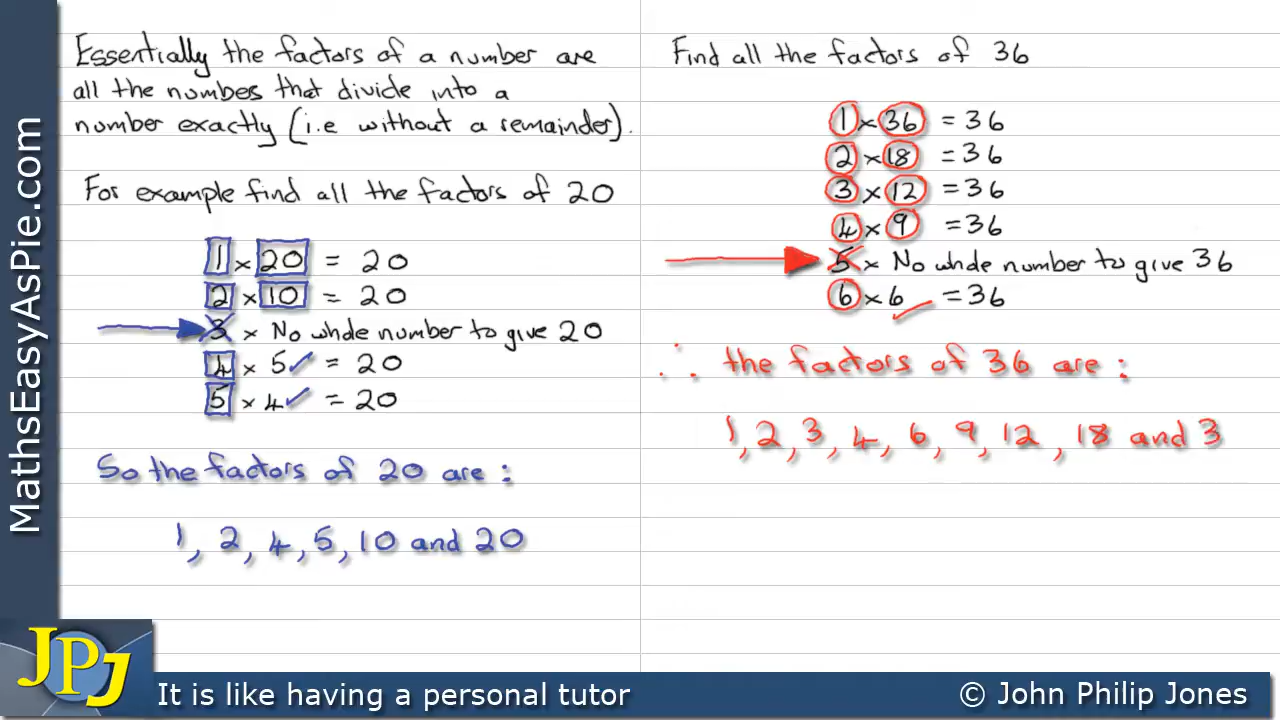 MathsEasyAsPie.com
Essentially the factors of a number are
all the numbes that divide into a
number exactly (i.e without a remainder).
For example find all the factors of 20
1 × 20 = 20
2 × 10 = 20
3 × No whole number to give 20
4 × 5 ✓ = 20
5 × 4 ✓ = 20
So the factors of 20 are :
1, 2, 4, 5, 10 and 20
Find all the factors of 36
1 × 36 = 36
2 × 18 = 36
3 × 12 = 36
4 × 9 = 36
5 × No whole number to give 36
6 × 6 ✓ = 36
∴ the factors of 36 are :
1, 2, 3, 4, 6, 9, 12, 18 and 3
JPJ
It is like having a personal tutor
© John Philip Jones